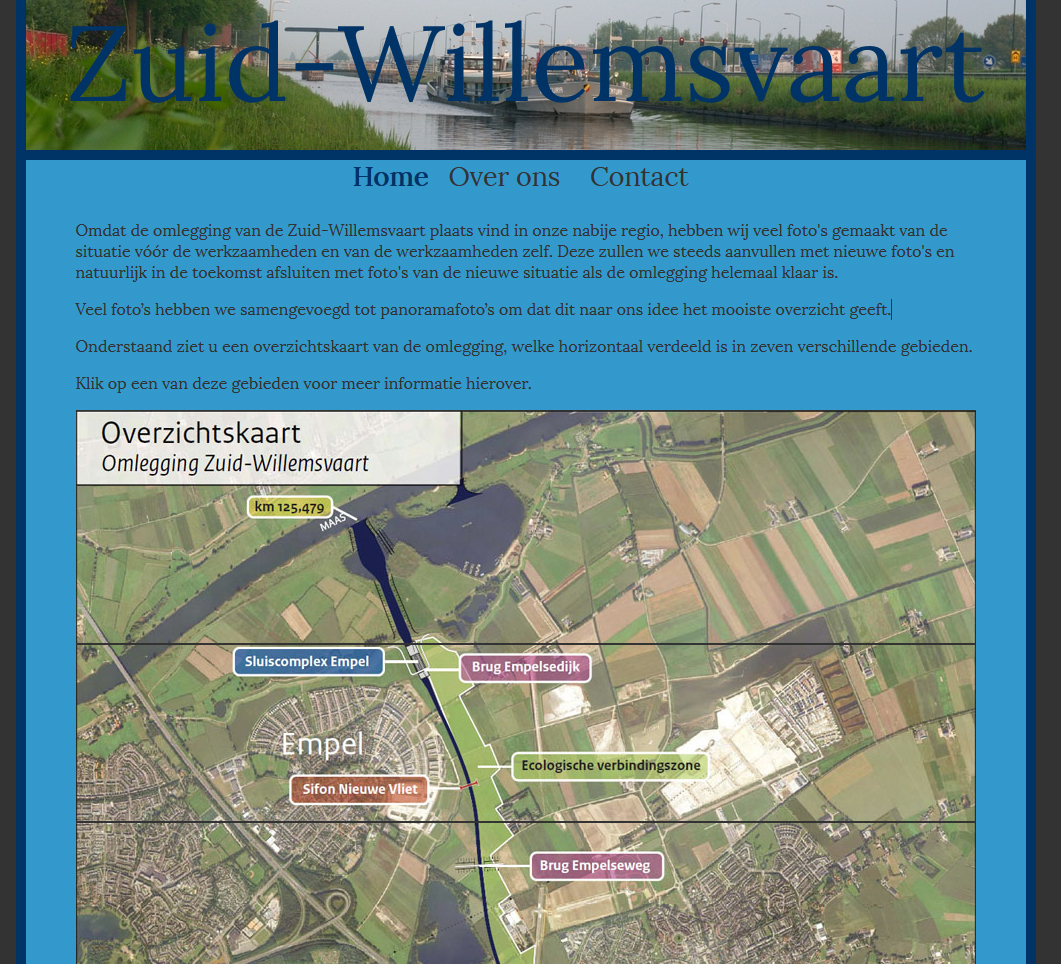 Zuid-Willemsvaart
Home Over ons Contact
Omdat de omlegging van de Zuid-Willemsvaart plaats vind in onze nabije regio, hebben wij veel foto's gemaakt van de
situatie vóór de werkzaamheden en van de werkzaamheden zelf. Deze zullen we steeds aanvullen met nieuwe foto's en
natuurlijk in de toekomst afsluiten met foto's van de nieuwe situatie als de omlegging helemaal klaar is.
Veel foto's hebben we samengevoegd tot panoramafoto's om dat dit naar ons idee het mooiste overzicht geeft.
Onderstaand ziet u een overzichtskaart van de omlegging, welke horizontaal verdeeld is in zeven verschillende gebieden.
Klik op een van deze gebieden voor meer informatie hierover.
Overzichtskaart
Omlegging Zuid-Willemsvaart
km 125,479
MAAS
Sluiscomplex Empel
Brug Empelsedijk
Empel
Ecologische verbindingszone
Sifon Nieuwe Vliet
Brug Empelseweg